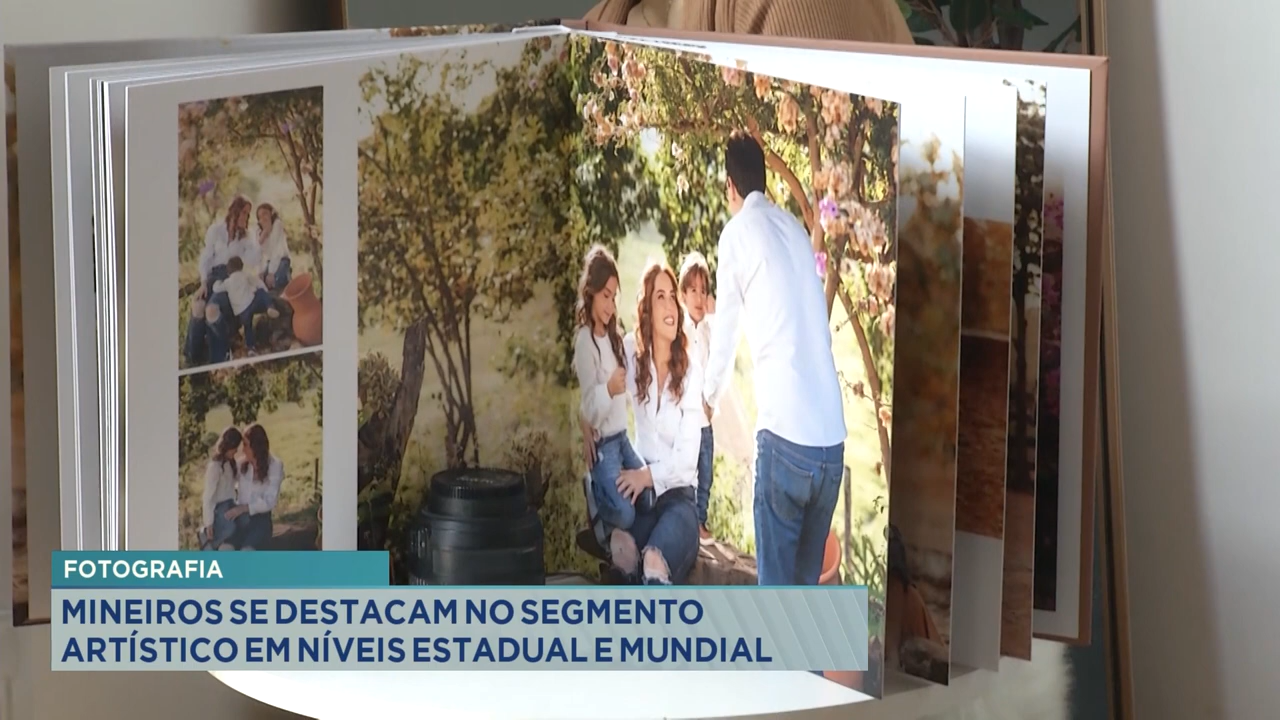 FOTOGRAFIA
MINEIROS SE DESTACAM NO SEGMENTO
ARTÍSTICO EM NÍVEIS ESTADUAL E MUNDIAL